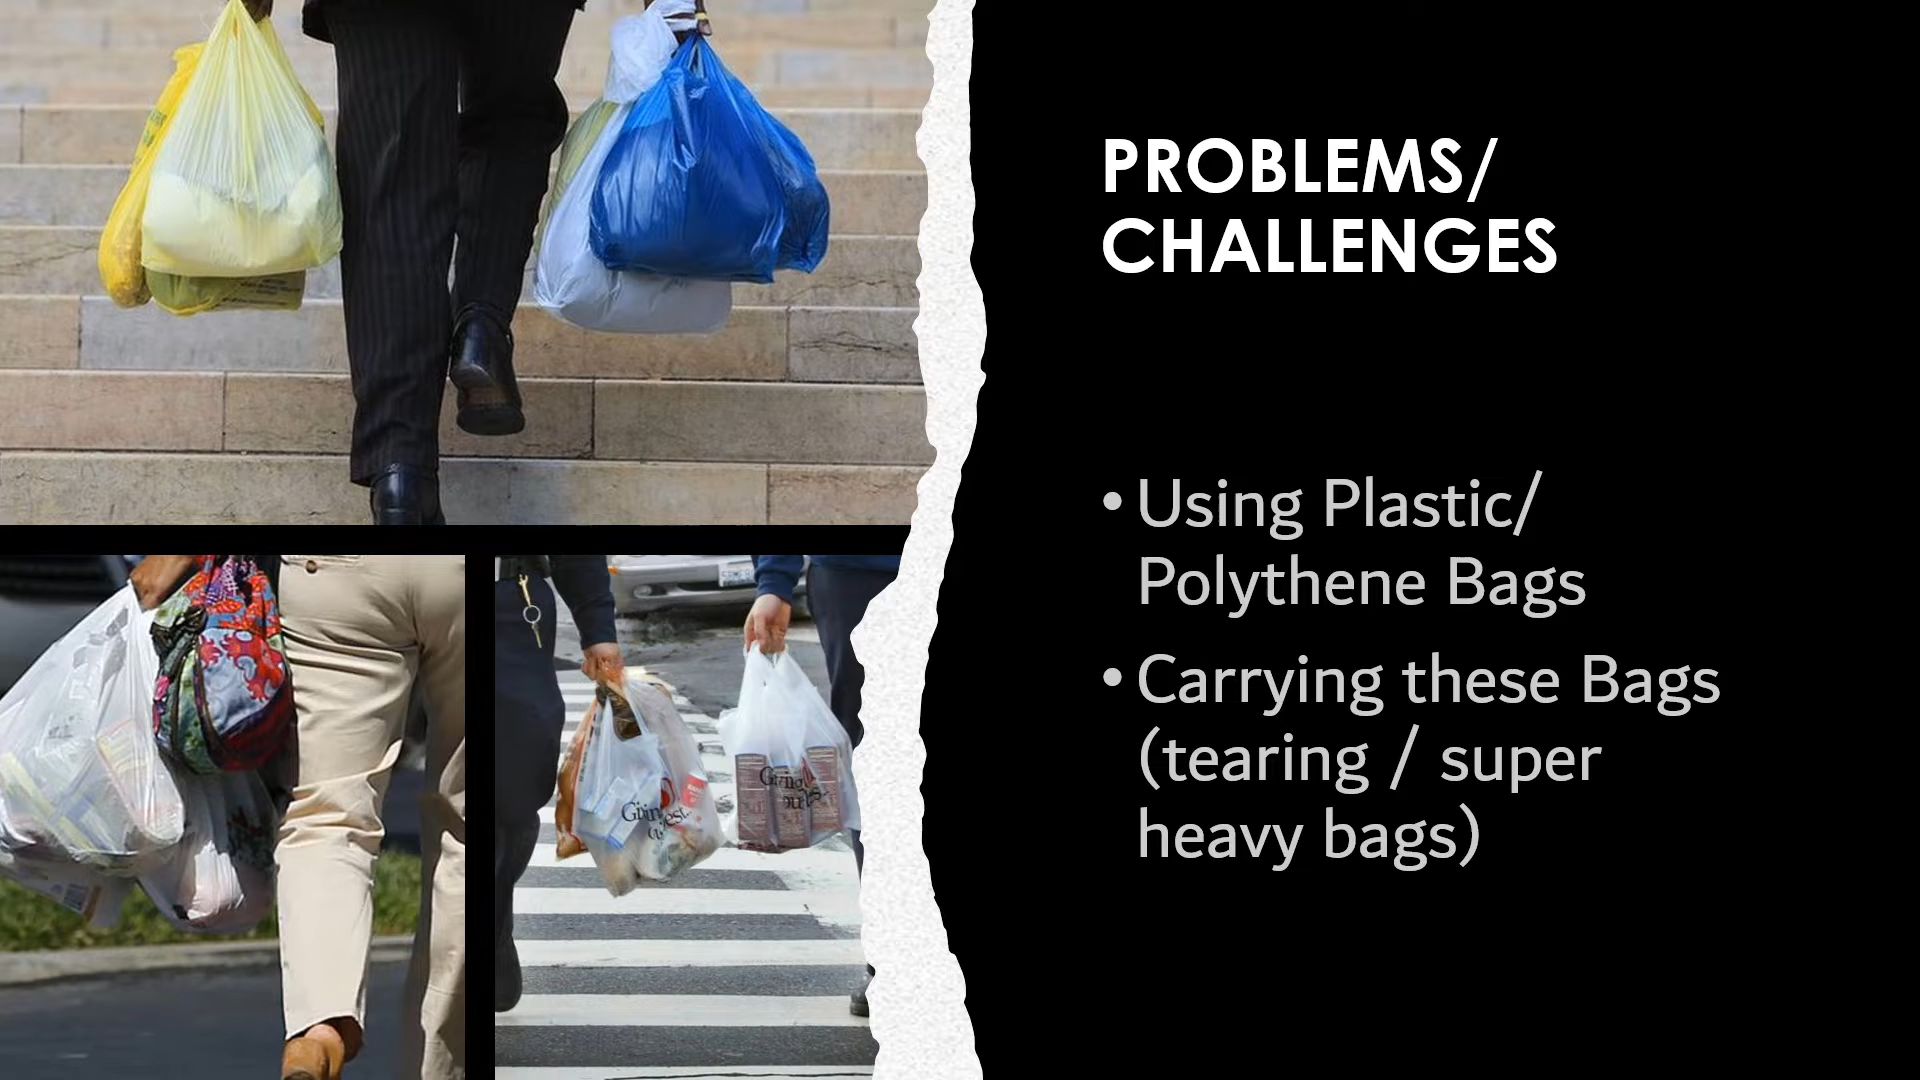 PROBLEMS/
CHALLENGES
• Using Plastic/
Polythene Bags
• Carrying these Bags
(tearing / super
heavy bags)